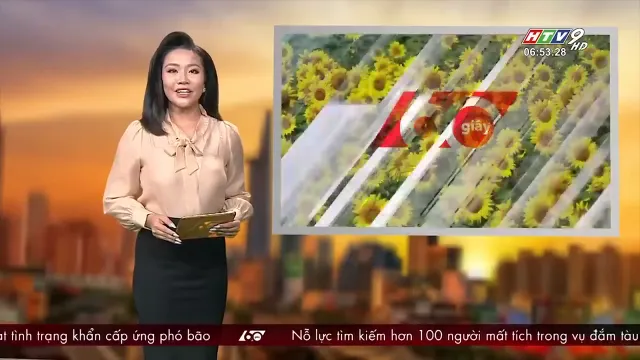 HTV9 HD
06:53.28
60 giây
ạt tình trạng khẩn cấp ứng phó bão 60 Nỗ lực tìm kiếm hơn 100 người mất tích trong vụ đắm tàu